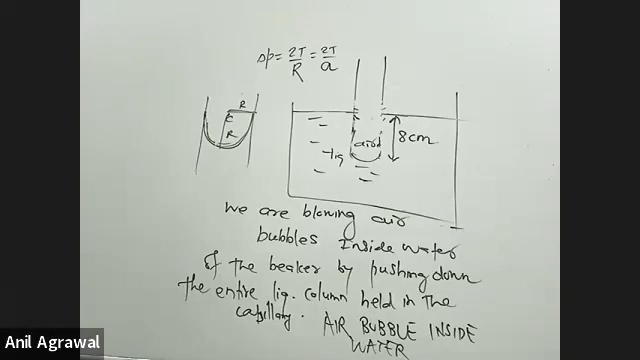 Δp = 2T/R = 2T/a
R
C
R
air
liq
8cm
we are blowing air
bubbles Inside water
of the beaker by pushing down
the entire liq. column held in the
capillary. AIR BUBBLE INSIDE
WATER
Anil Agrawal